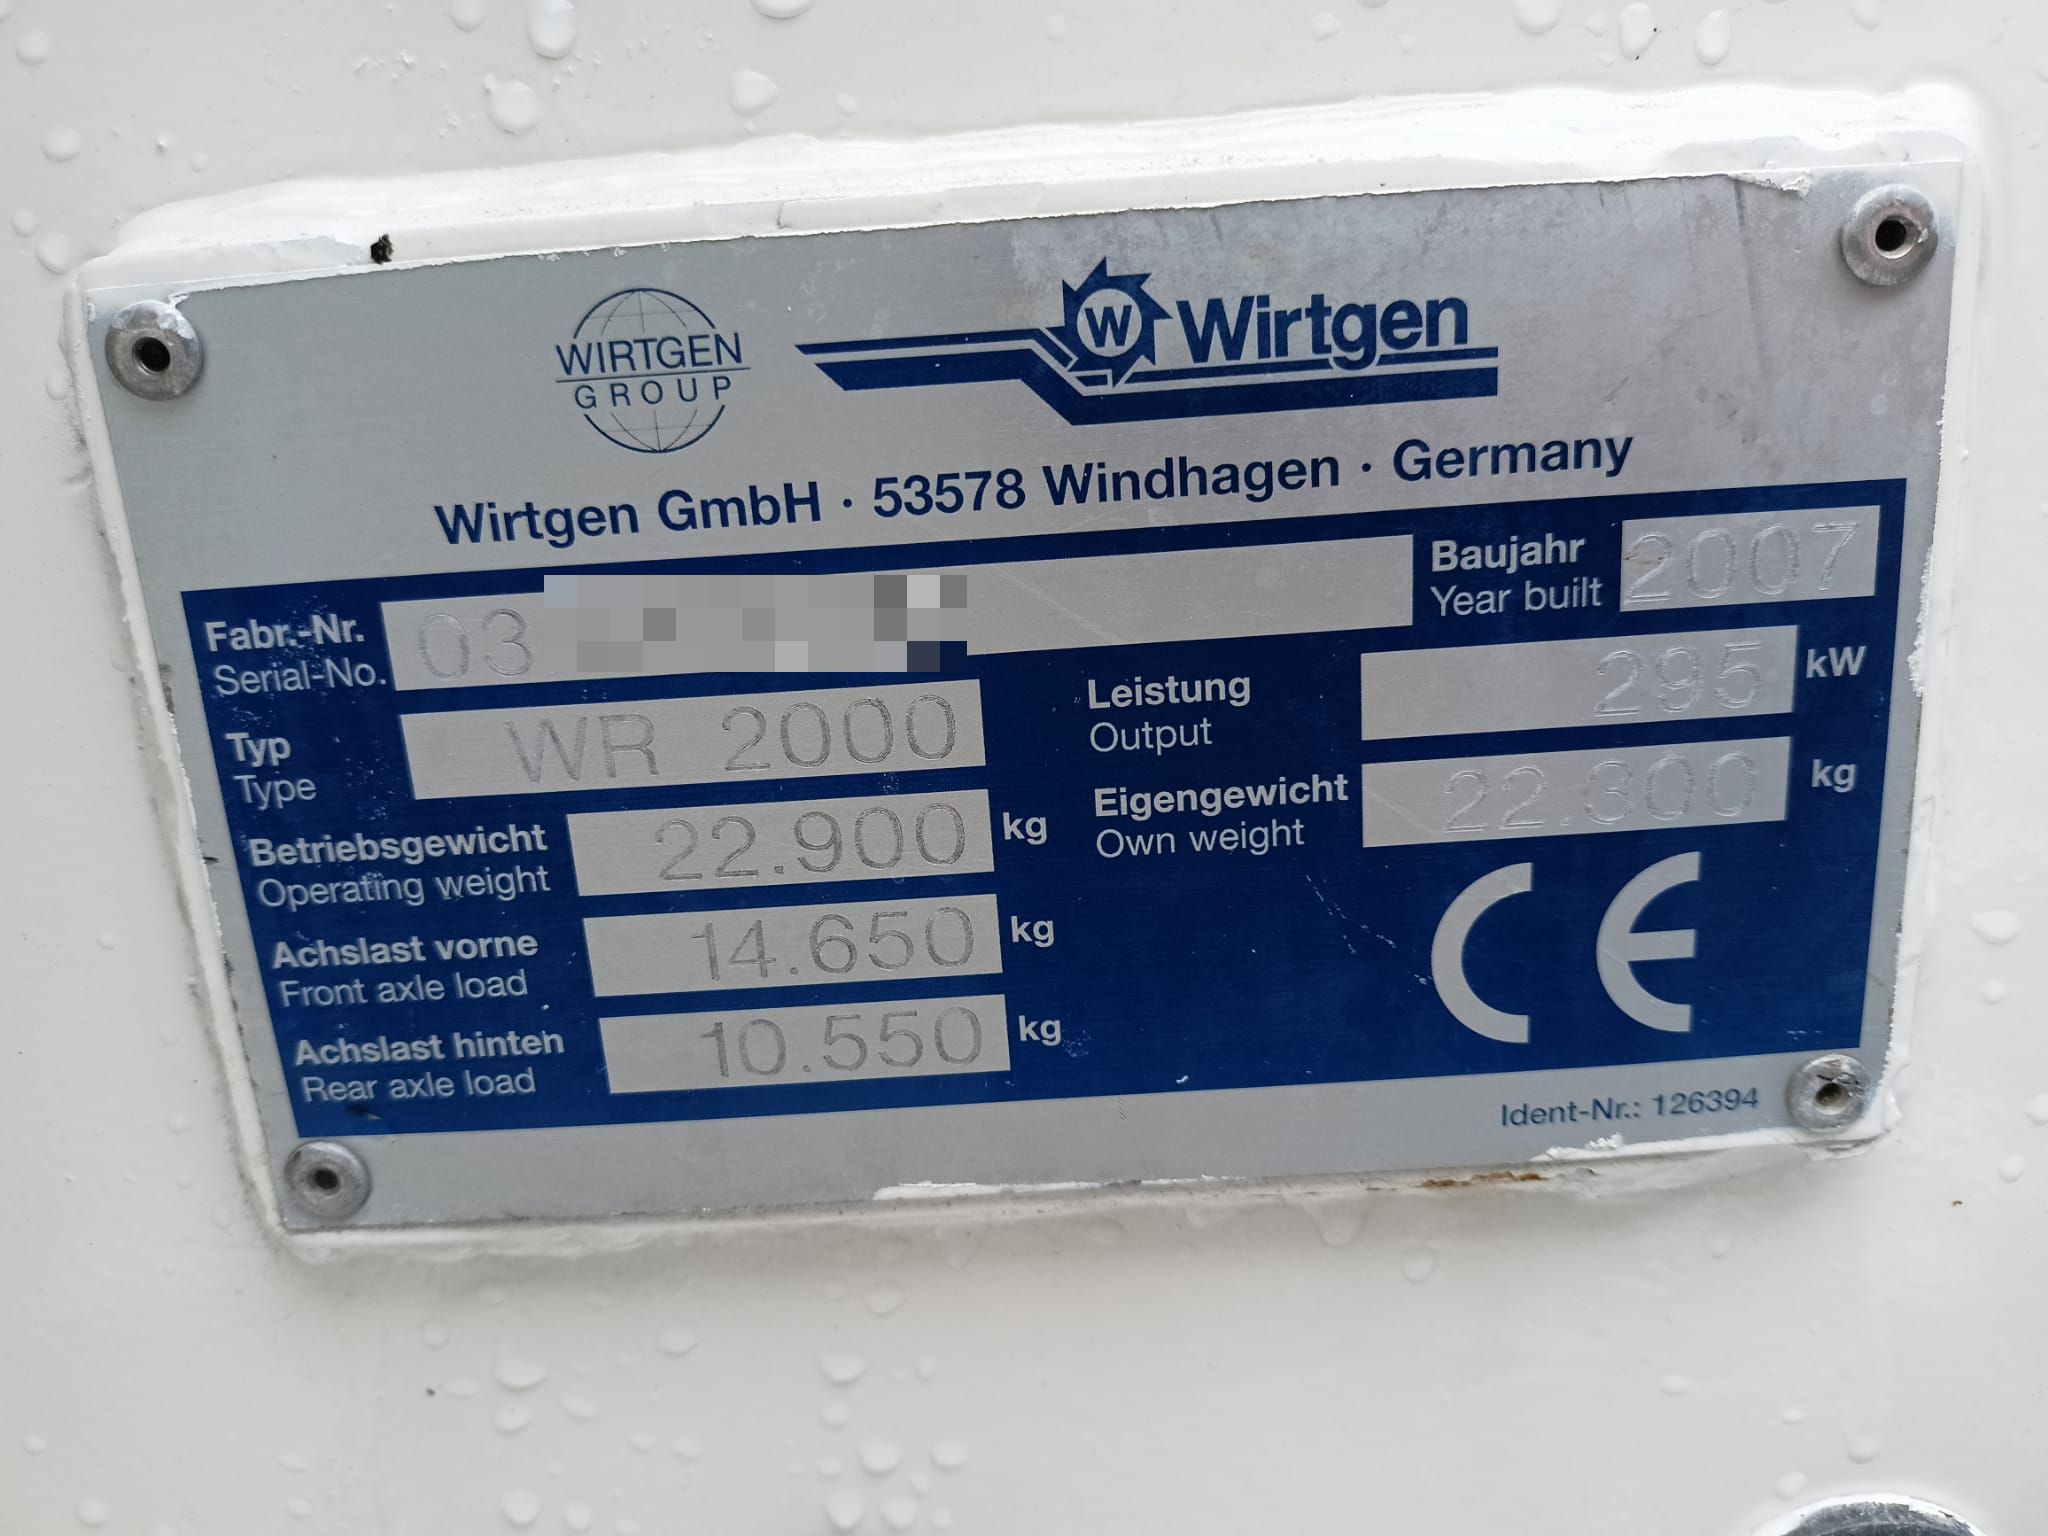 WIRTGEN
GROUP
W Wirtgen
Wirtgen GmbH · 53578 Windhagen · Germany
Fabr.-Nr.
Serial-No.
03
Baujahr
Year built
2007
Typ
Type
WR 2000
Leistung
Output
295 kW
Betriebsgewicht
Operating weight
22.900 kg
Eigengewicht
Own weight
22.300 kg
Achslast vorne
Front axle load
14.650 kg
Achslast hinten
Rear axle load
10.550 kg
CE
Ident-Nr.: 126394